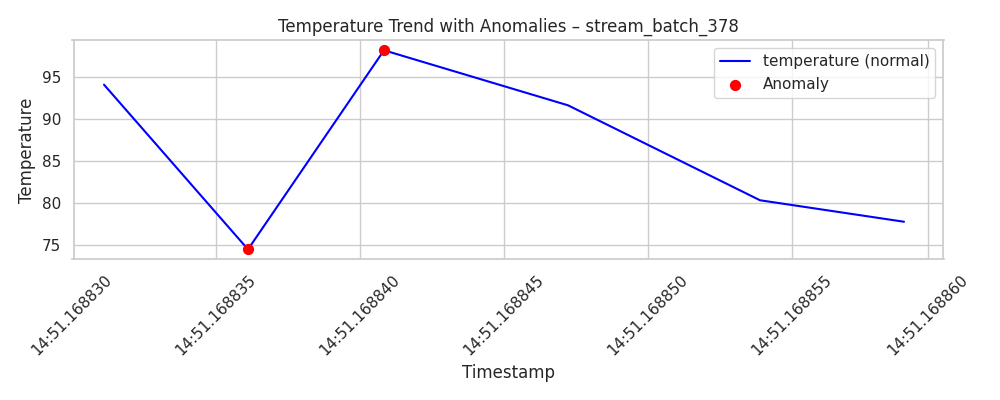 Temperature Trend with Anomalies – stream_batch_378
temperature (normal)
Anomaly
Temperature
95
90
85
80
75
14:51.168830
14:51.168835
14:51.168840
14:51.168845
14:51.168850
14:51.168855
14:51.168860
Timestamp